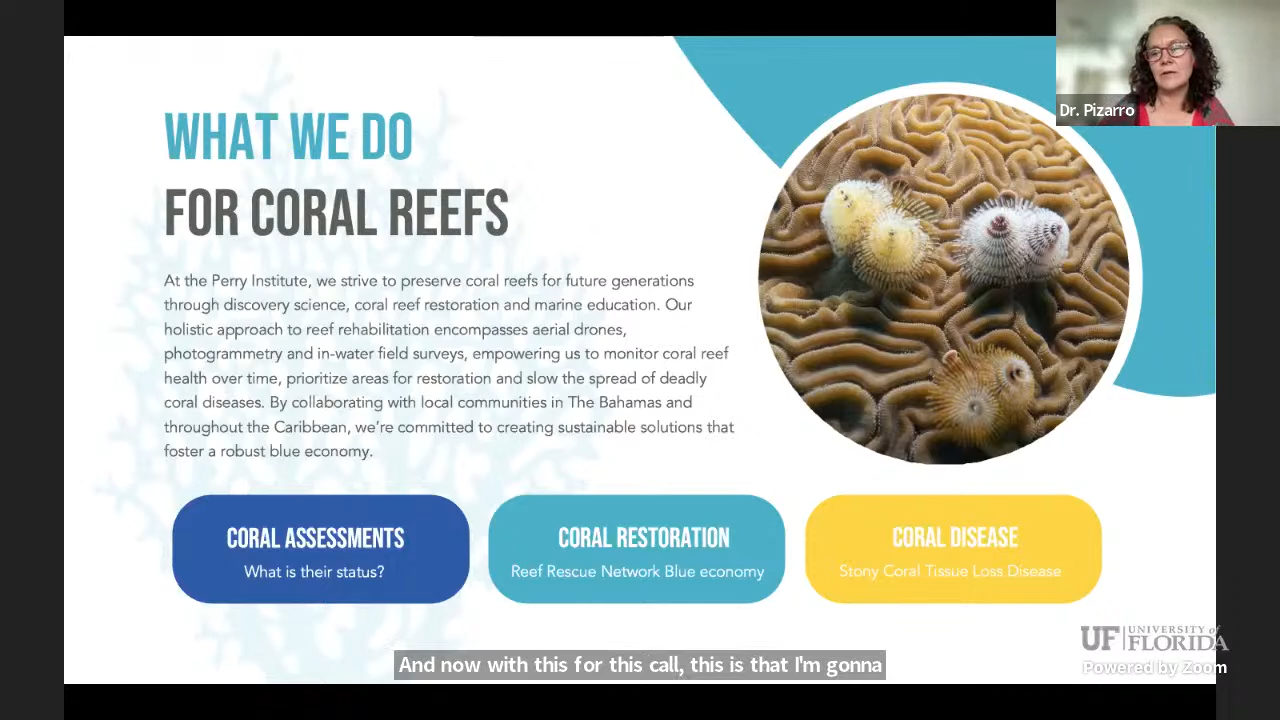 Dr. Pizarro
WHAT WE DO
FOR CORAL REEFS
At the Perry Institute, we strive to preserve coral reefs for future generations
through discovery science, coral reef restoration and marine education. Our
holistic approach to reef rehabilitation encompasses aerial drones,
photogrammetry and in-water field surveys, empowering us to monitor coral reef
health over time, prioritize areas for restoration and slow the spread of deadly
coral diseases. By collaborating with local communities in The Bahamas and
throughout the Caribbean, we're committed to creating sustainable solutions that
foster a robust blue economy.
CORAL ASSESSMENTS
What is their status?
CORAL RESTORATION
Reef Rescue Network Blue economy
CORAL DISEASE
Stony Coral Tissue Loss Disease
UF UNIVERSITY of
FLORIDA
Powered by Zoom
And now with this for this call, this is that I'm gonna